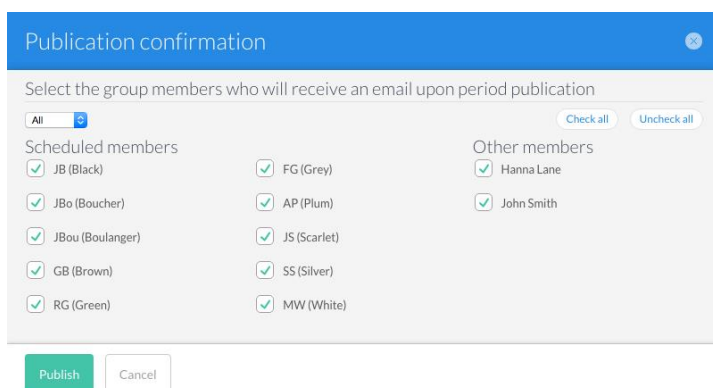 Publication confirmation
Select the group members who will receive an email upon period publication
All
Check all
Uncheck all
Scheduled members
Other members
JB (Black)
FG (Grey)
Hanna Lane
JBo (Boucher)
AP (Plum)
John Smith
JBou (Boulanger)
JS (Scarlet)
GB (Brown)
SS (Silver)
RG (Green)
MW (White)
Publish
Cancel